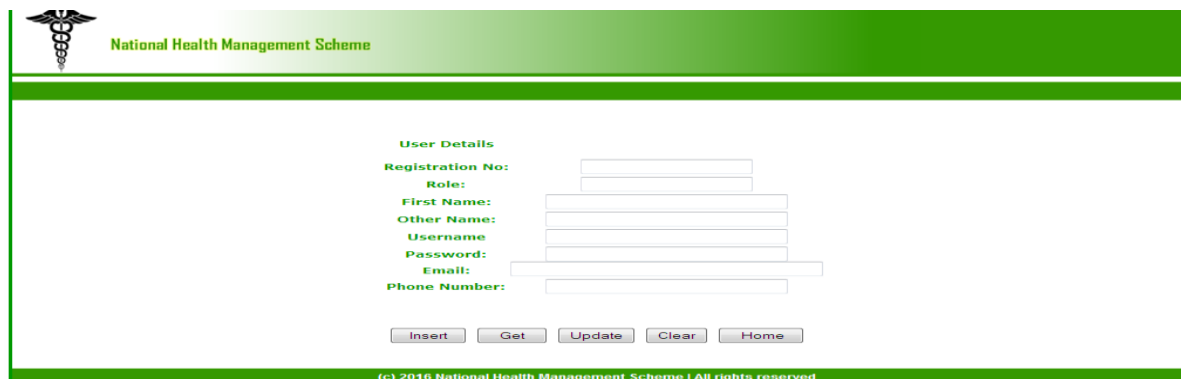 National Health Management Scheme
User Details
Registration No:
Role:
First Name:
Other Name:
Username
Password:
Email:
Phone Number:
Insert Get Update Clear Home
(c) 2016 National Health Management Scheme | All rights reserved